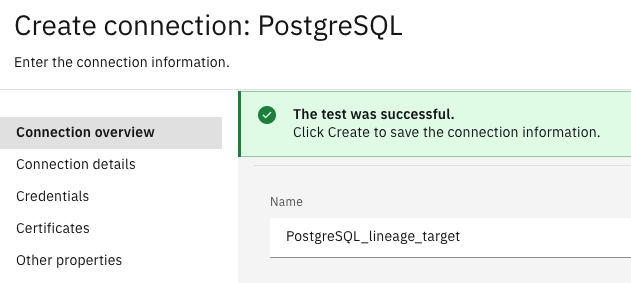 Create connection: PostgreSQL
Enter the connection information.
Connection overview
Connection details
Credentials
Certificates
Other properties
The test was successful.
Click Create to save the connection information.
Name
PostgreSQL_lineage_target